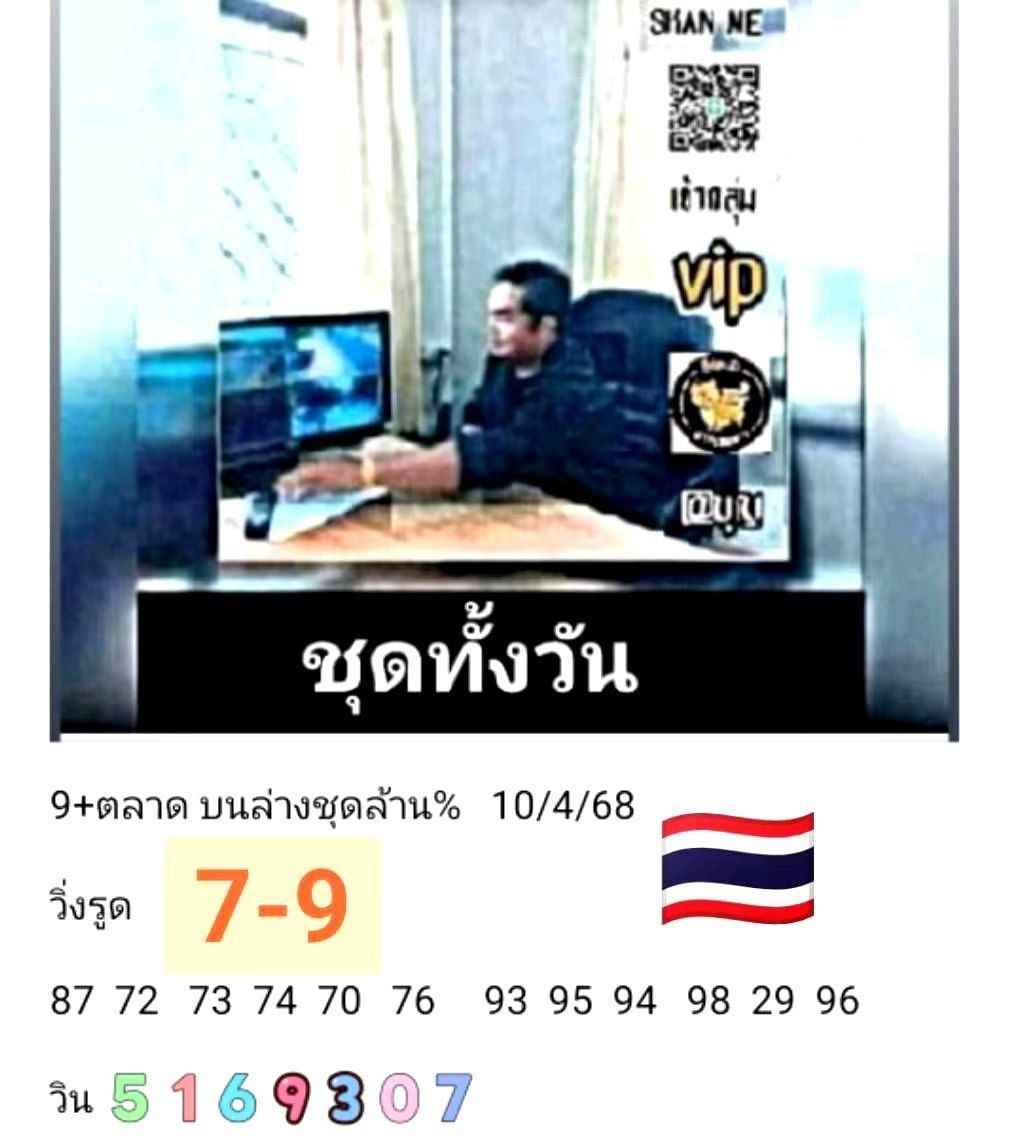 SHAN ME
เข้ากลุ่ม
vip
@บุญ
ชุดทั้งวัน
9+ตลาด บนล่างชุดล้าน% 10/4/68
วิ่งรูด 7-9
87 72 73 74 70 76 93 95 94 98 29 96
วิน 5 1 6 9 3 0 7